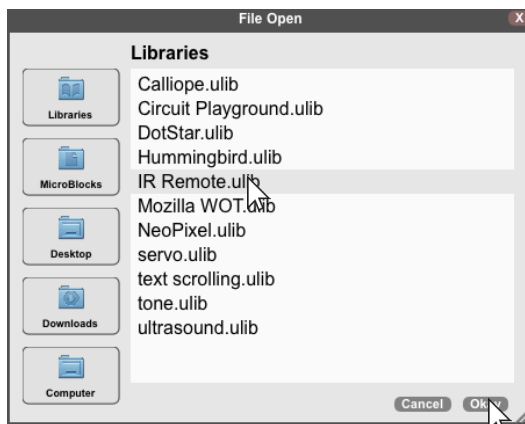 File Open
X
Libraries
Libraries
MicroBlocks
Desktop
Downloads
Computer
Calliope.ulib
Circuit Playground.ulib
DotStar.ulib
Hummingbird.ulib
IR Remote.ulib
Mozilla WOT.ulib
NeoPixel.ulib
servo.ulib
text scrolling.ulib
tone.ulib
ultrasound.ulib
Cancel
Okay